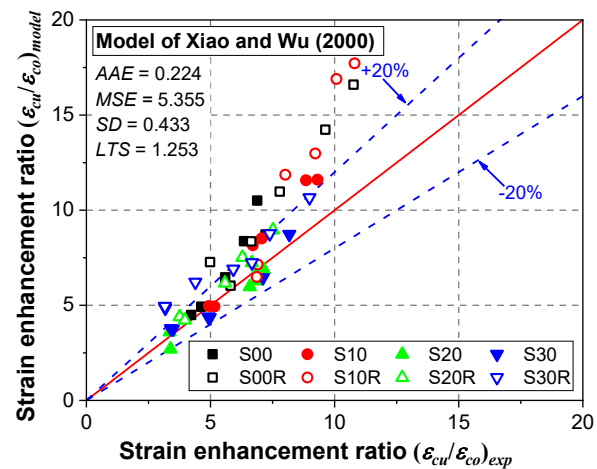 Model of Xiao and Wu (2000)
AAE = 0.224
MSE = 5.355
SD = 0.433
LTS = 1.253
+20%
-20%
S00 S10 S20 S30
S00R S10R S20R S30R
20
15
10
5
0
0 5 10 15 20
Strain enhancement ratio (εcu/εco)model
Strain enhancement ratio (εcu/εco)exp